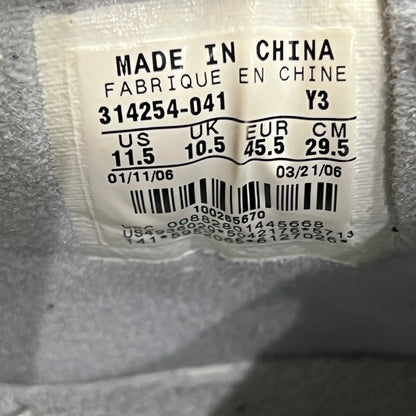 MADE IN CHINA
FABRIQUE EN CHINE
314254-041 Y3
US UK EUR CM
11.5 10.5 45.5 29.5
01/11/06 03/21/06
100265670
00882801445668